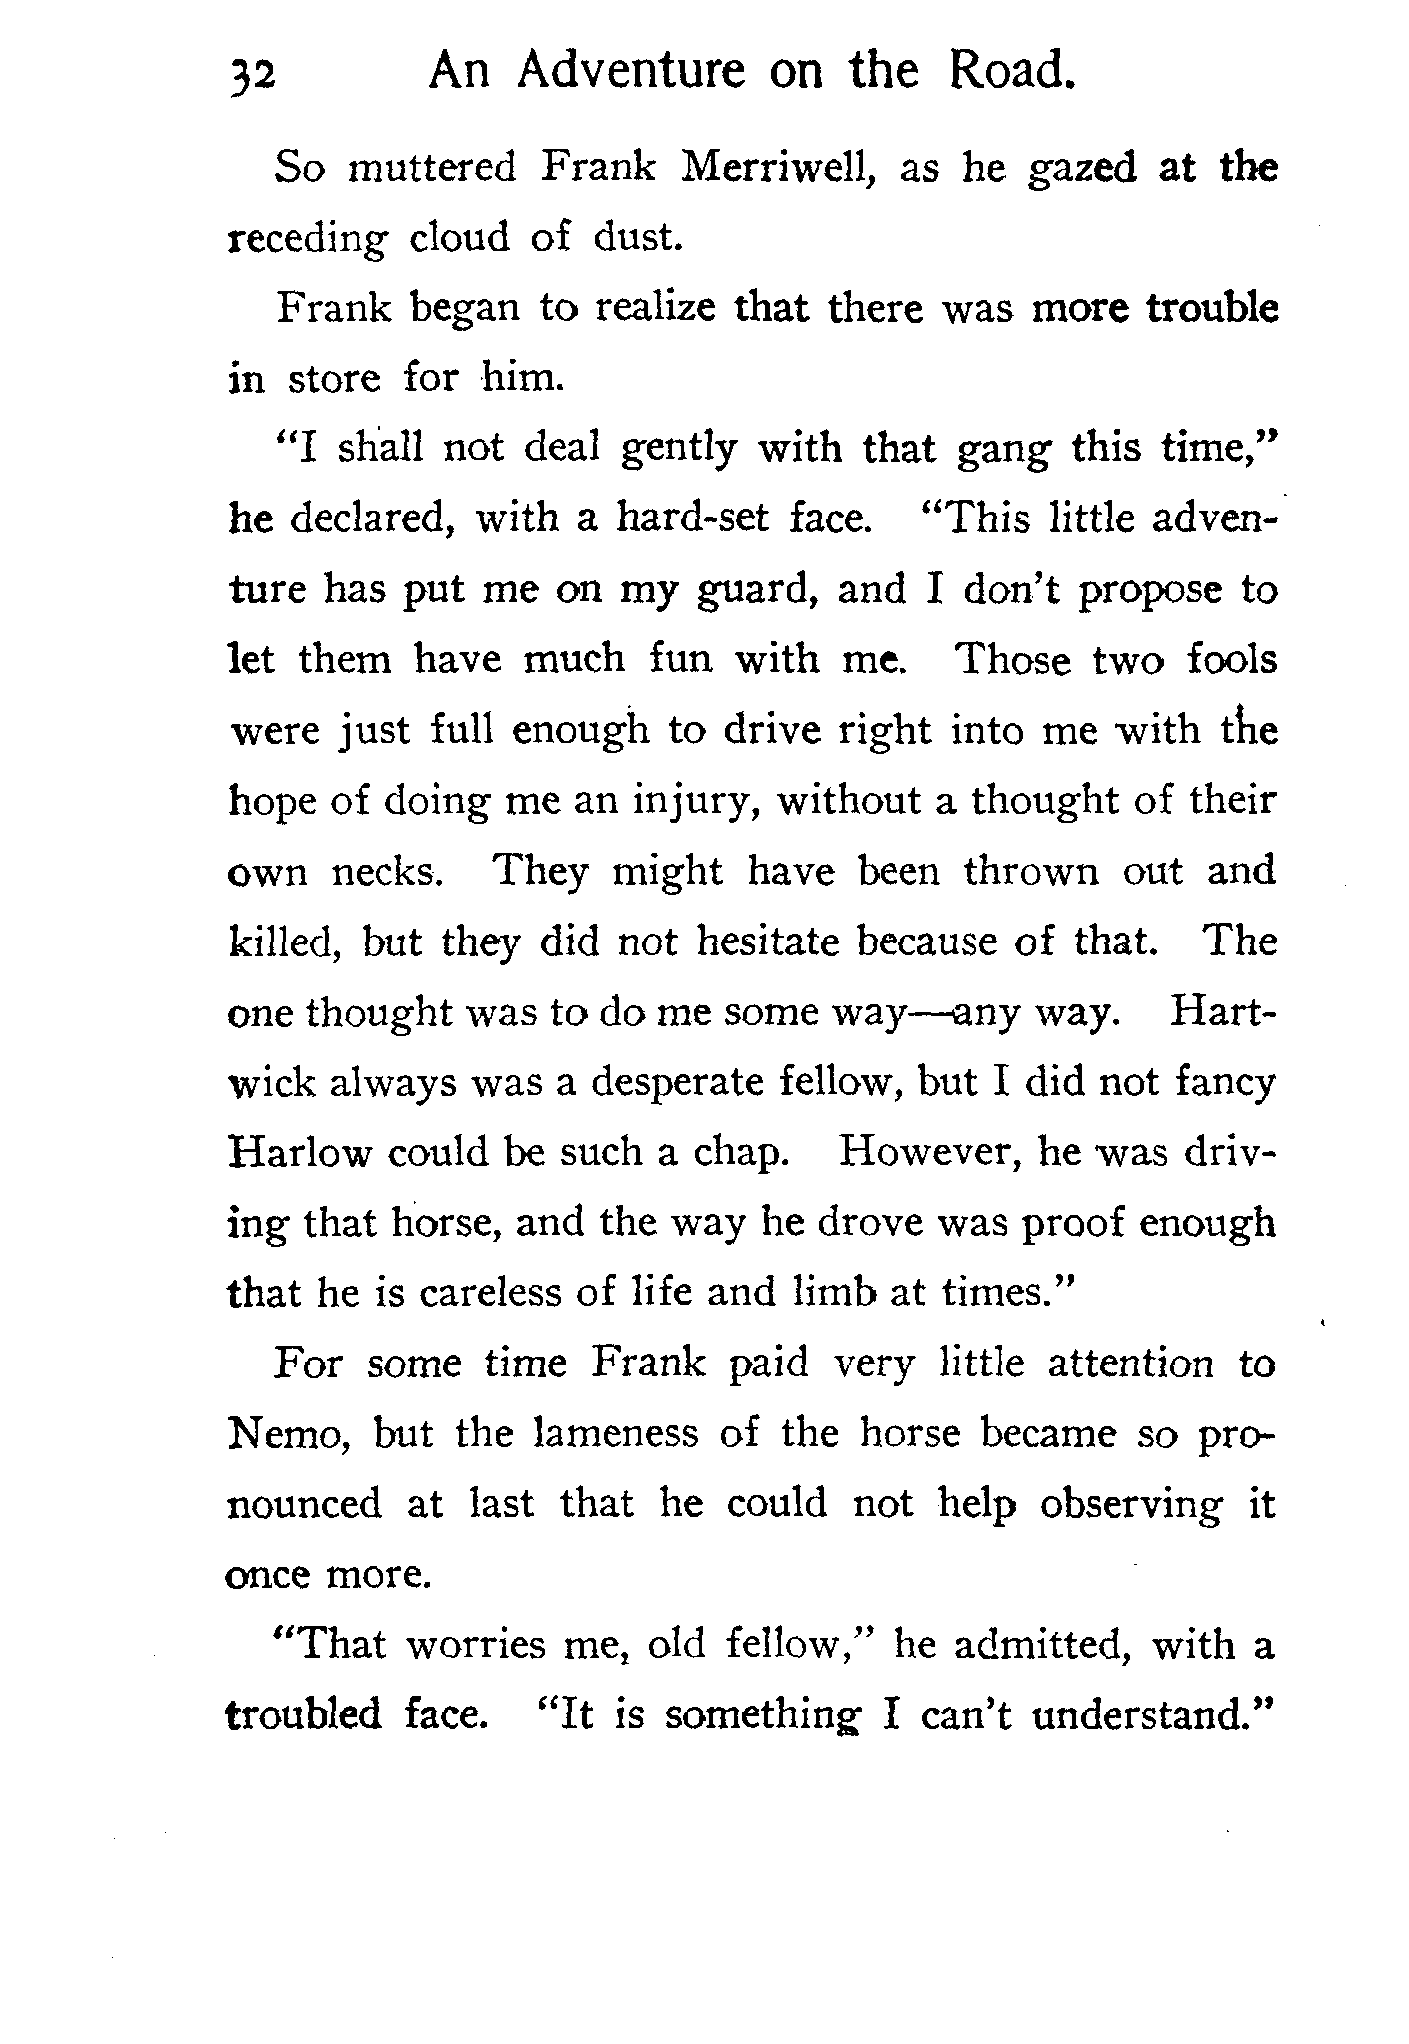 32 An Adventure on the Road.
So muttered Frank Merriwell, as he gazed at the
receding cloud of dust.
Frank began to realize that there was more trouble
in store for him.
“I shall not deal gently with that gang this time,”
he declared, with a hard-set face. “This little adven-
ture has put me on my guard, and I don’t propose to
let them have much fun with me. Those two fools
were just full enough to drive right into me with the
hope of doing me an injury, without a thought of their
own necks. They might have been thrown out and
killed, but they did not hesitate because of that. The
one thought was to do me some way—any way. Hart-
wick always was a desperate fellow, but I did not fancy
Harlow could be such a chap. However, he was driv-
ing that horse, and the way he drove was proof enough
that he is careless of life and limb at times.”
For some time Frank paid very little attention to
Nemo, but the lameness of the horse became so pro-
nounced at last that he could not help observing it
once more.
“That worries me, old fellow,” he admitted, with a
troubled face. “It is something I can’t understand.”